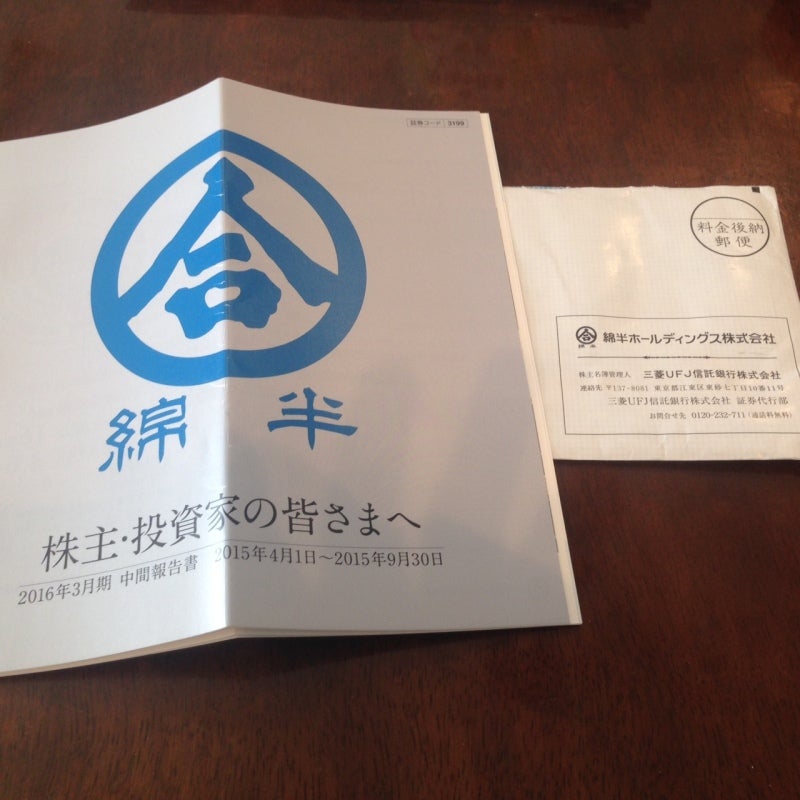 証券コード 3199
合
綿半
株主・投資家の皆さまへ
2016年3月期 中間報告書 2015年4月1日～2015年9月30日
料金後納
郵便
合 綿半 綿半ホールディングス株式会社
株主名簿管理人 三菱UFJ信託銀行株式会社
連絡先 〒137-8081 東京都江東区東砂七丁目10番11号
三菱UFJ信託銀行株式会社 証券代行部
お問合せ先 0120-232-711（通話料無料）